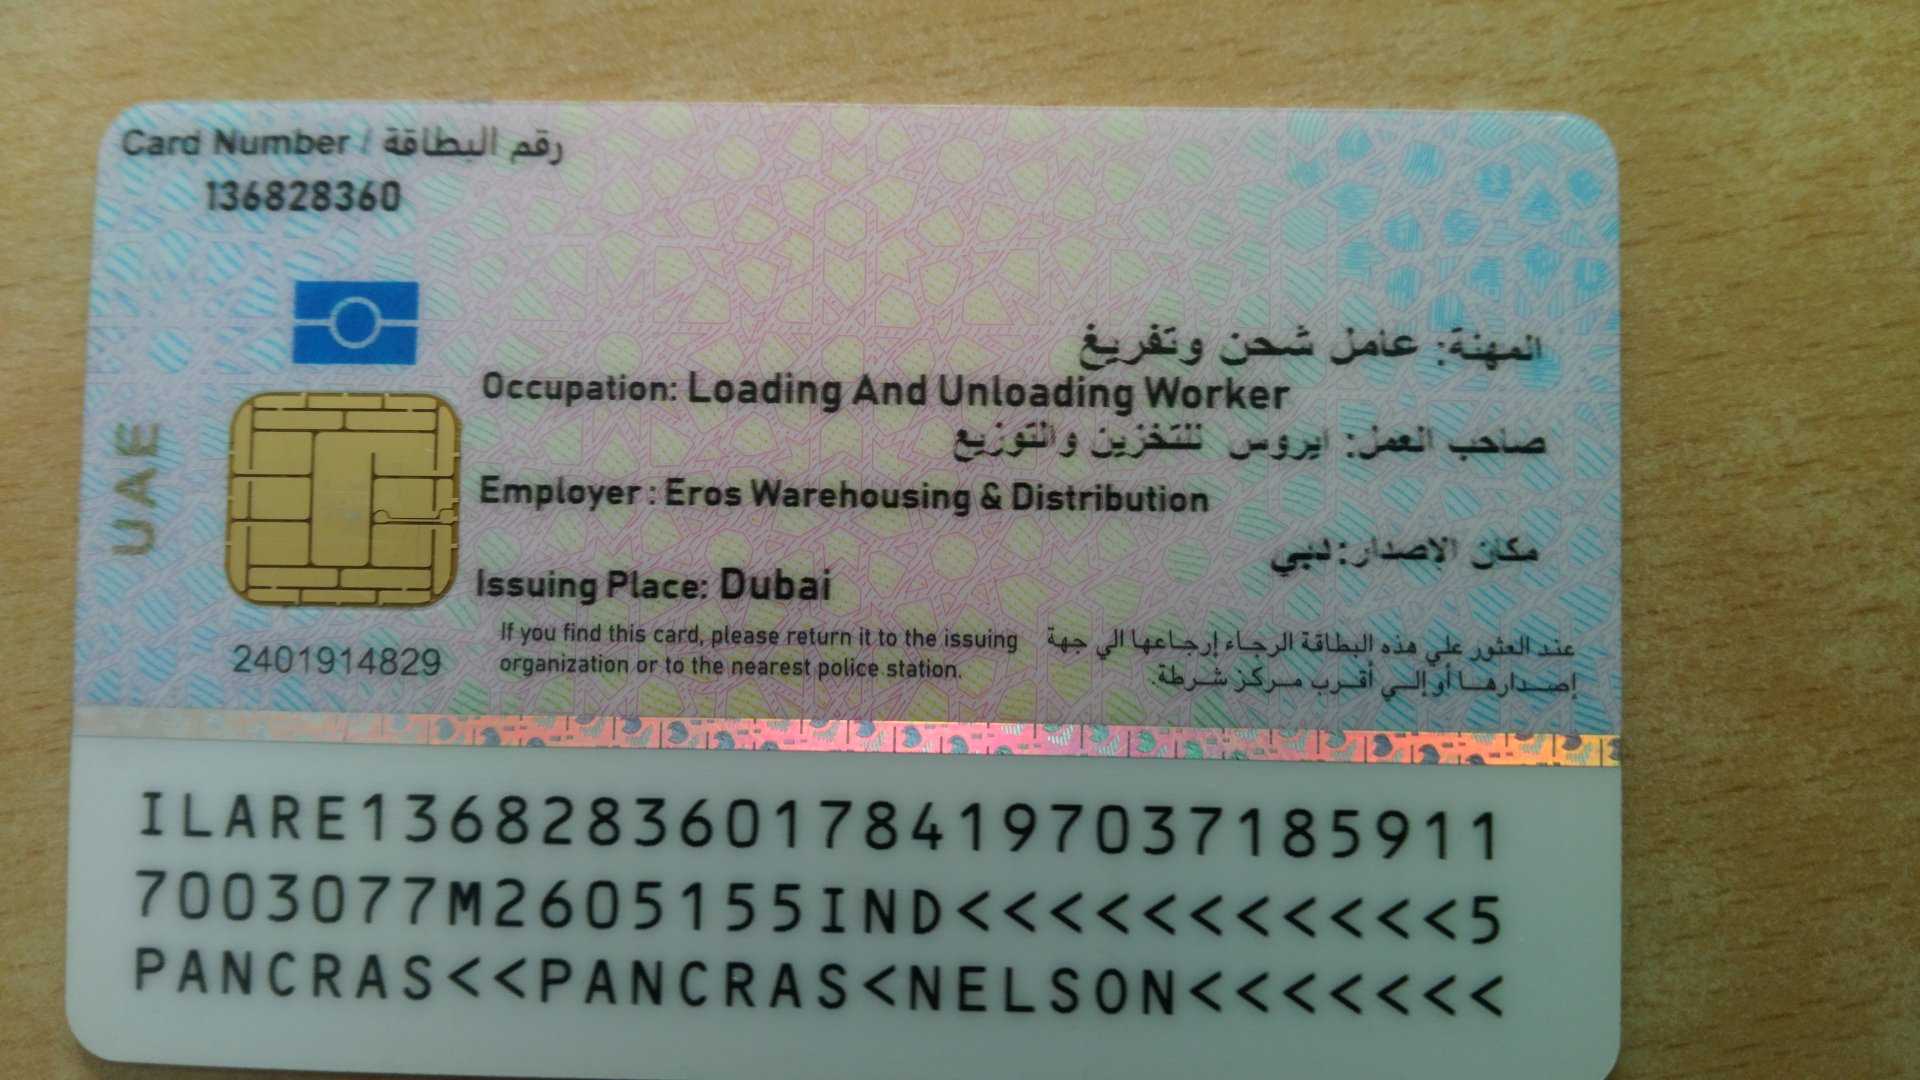 Card Number / رقم البطاقة
136828360
المهنة: عامل شحن وتفريغ
Occupation: Loading And Unloading Worker
صاحب العمل: ايروس للتخزين والتوزيع
Employer : Eros Warehousing & Distribution
مكان الاصدار: دبي
Issuing Place: Dubai
UAE
2401914829
If you find this card, please return it to the issuing
organization or to the nearest police station.
عند العثور علي هذه البطاقة الرجاء إرجاعها الي جهة
إصدارها أو إلي أقرب مركز شرطة.
ILARE1368283601784197037185911
7003077M2605155IND<<<<<<<<<<<5
PANCRAS<<PANCRAS<NELSON<<<<<<<